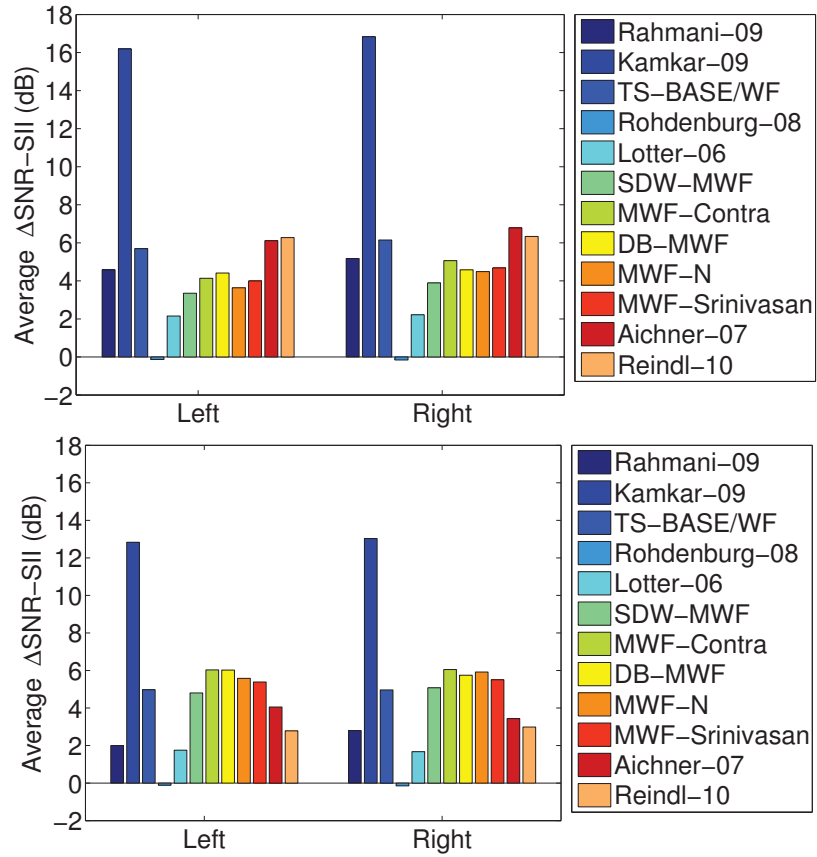 18
16
14
12
10
8
6
4
2
0
−2
Average ΔSNR−SII (dB)
Left
Right
Rahmani−09
Kamkar−09
TS−BASE/WF
Rohdenburg−08
Lotter−06
SDW−MWF
MWF−Contra
DB−MWF
MWF−N
MWF−Srinivasan
Aichner−07
Reindl−10
18
16
14
12
10
8
6
4
2
0
−2
Average ΔSNR−SII (dB)
Left
Right
Rahmani−09
Kamkar−09
TS−BASE/WF
Rohdenburg−08
Lotter−06
SDW−MWF
MWF−Contra
DB−MWF
MWF−N
MWF−Srinivasan
Aichner−07
Reindl−10